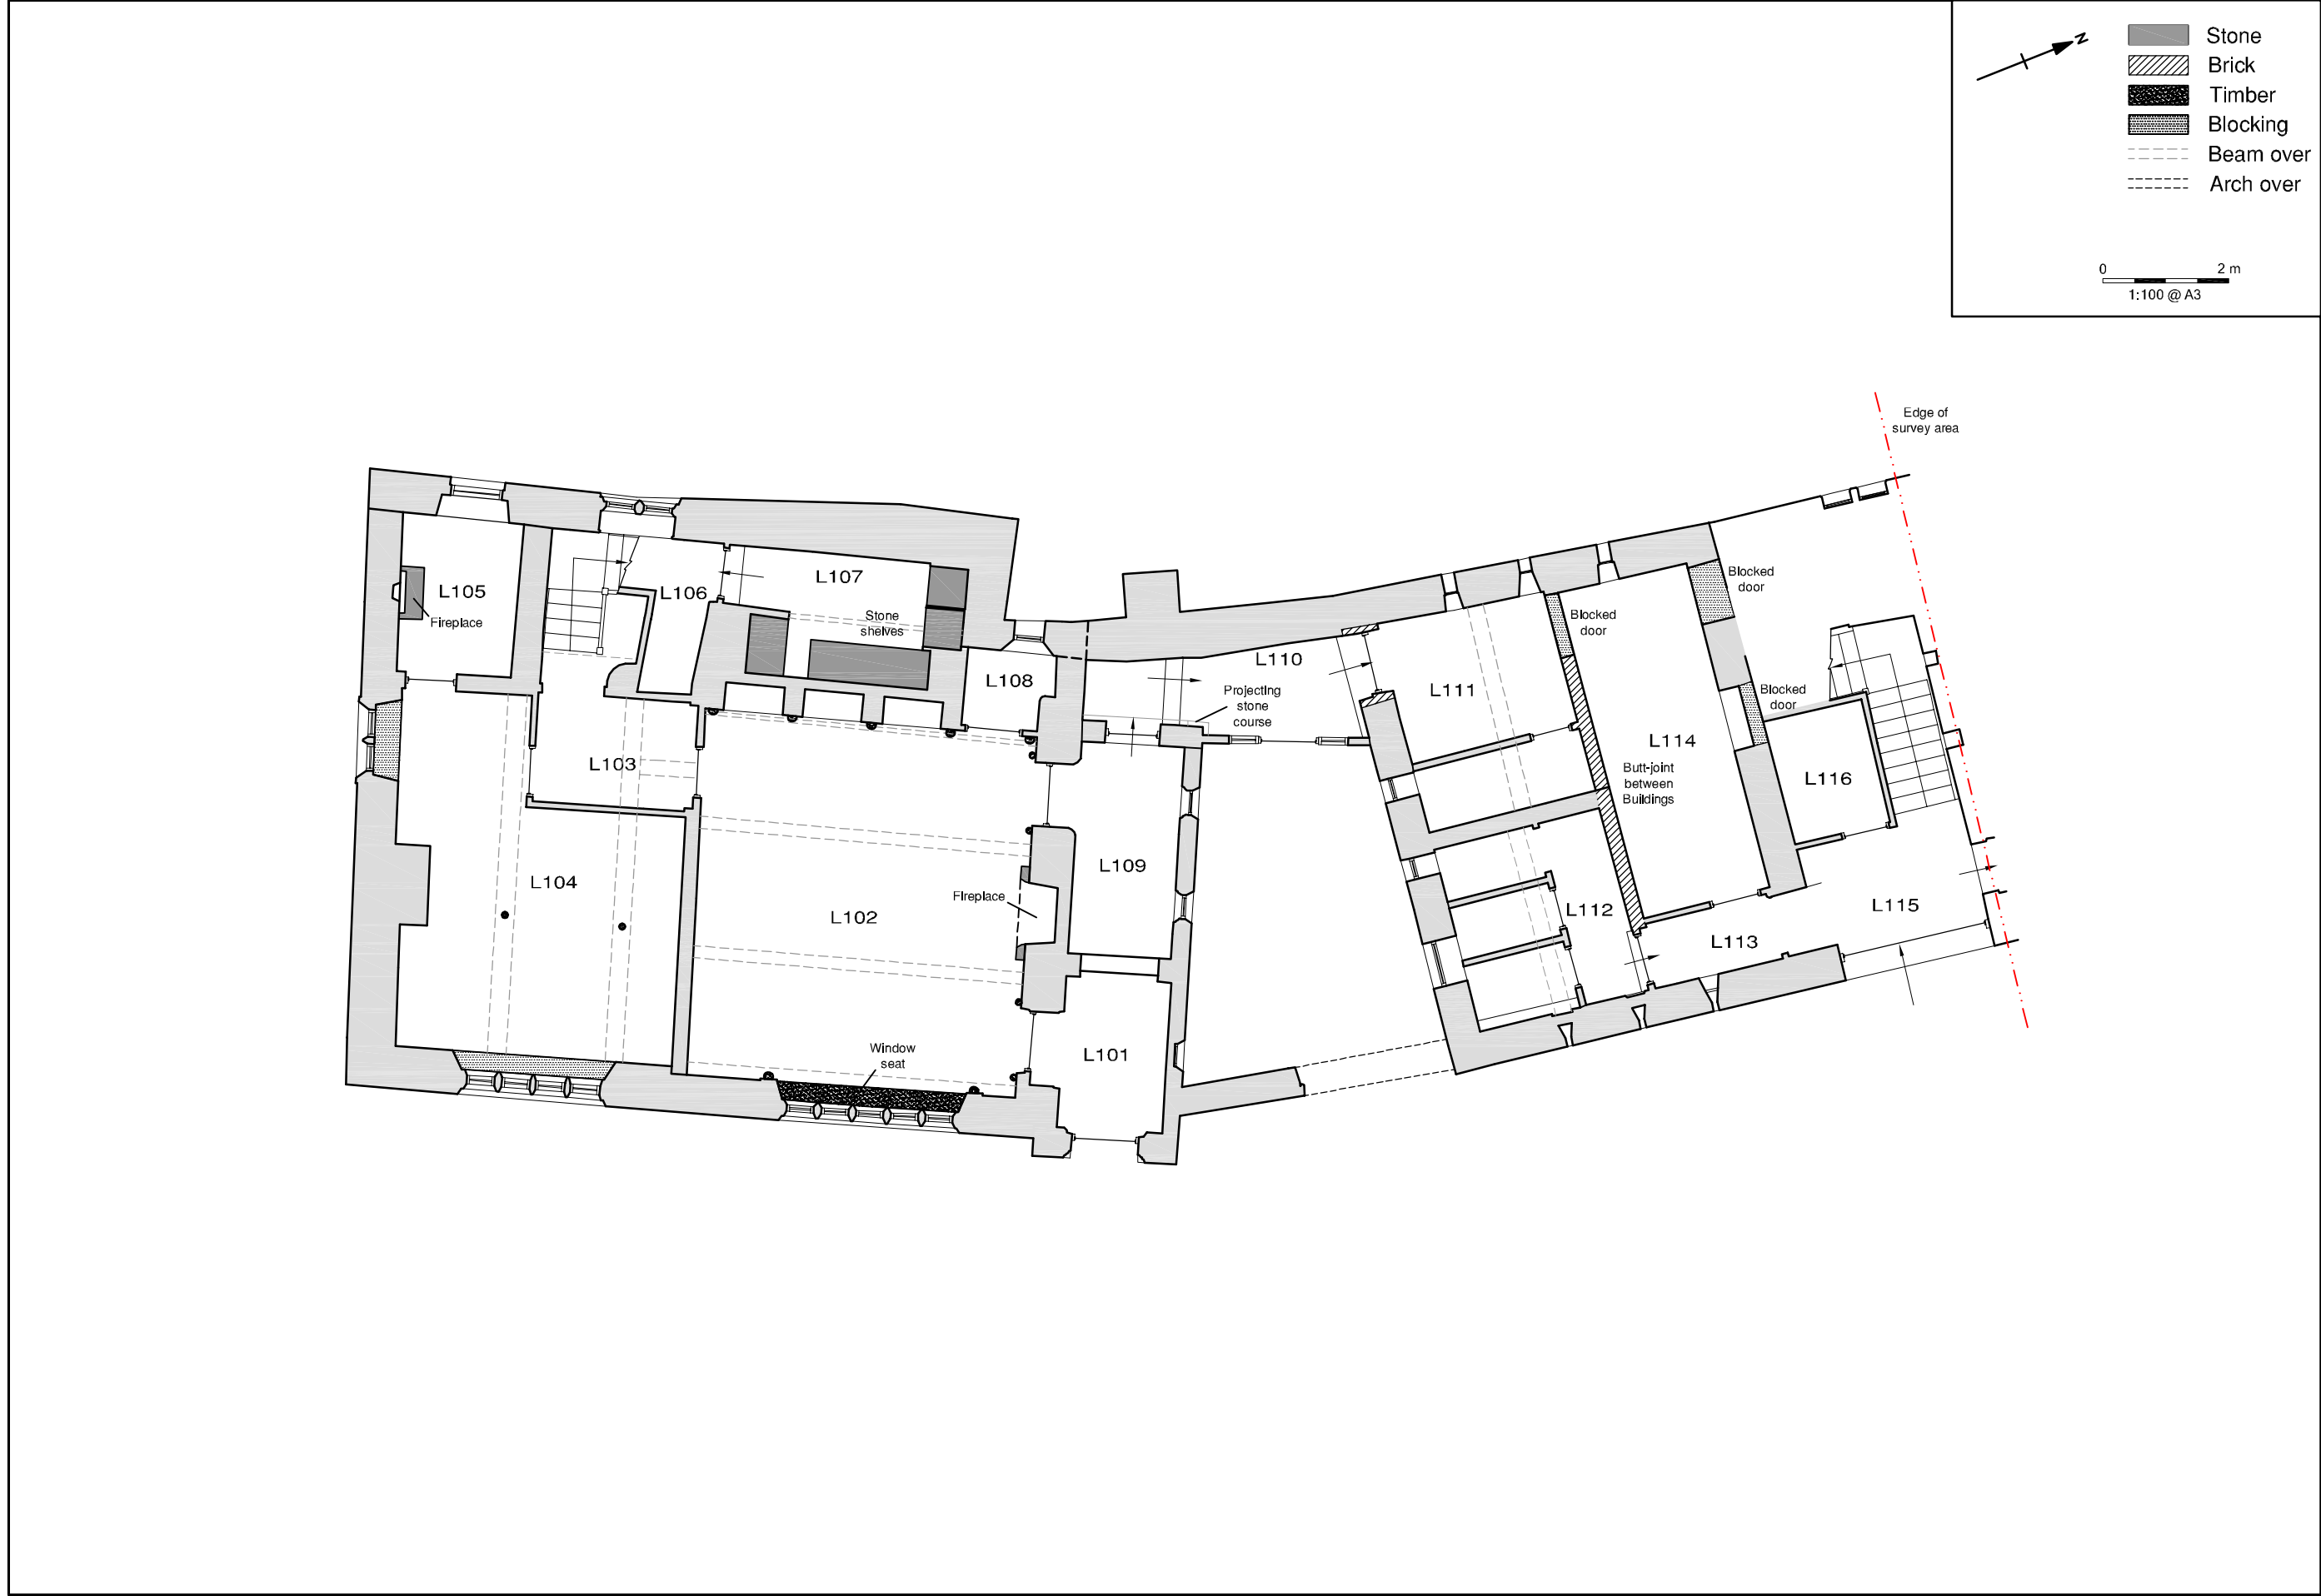 N
Stone
Brick
Timber
Blocking
Beam over
Arch over
0 2 m
1:100 @ A3
Edge of
survey area
L105
Fireplace
L106
L107
Stone
shelves
L108
L110
Projecting
stone
course
L111
Blocked
door
Blocked
door
Blocked
door
L114
Butt-joint
between
Buildings
L116
L103
L104
L102
Fireplace
L109
L112
L113
L115
Window
seat
L101